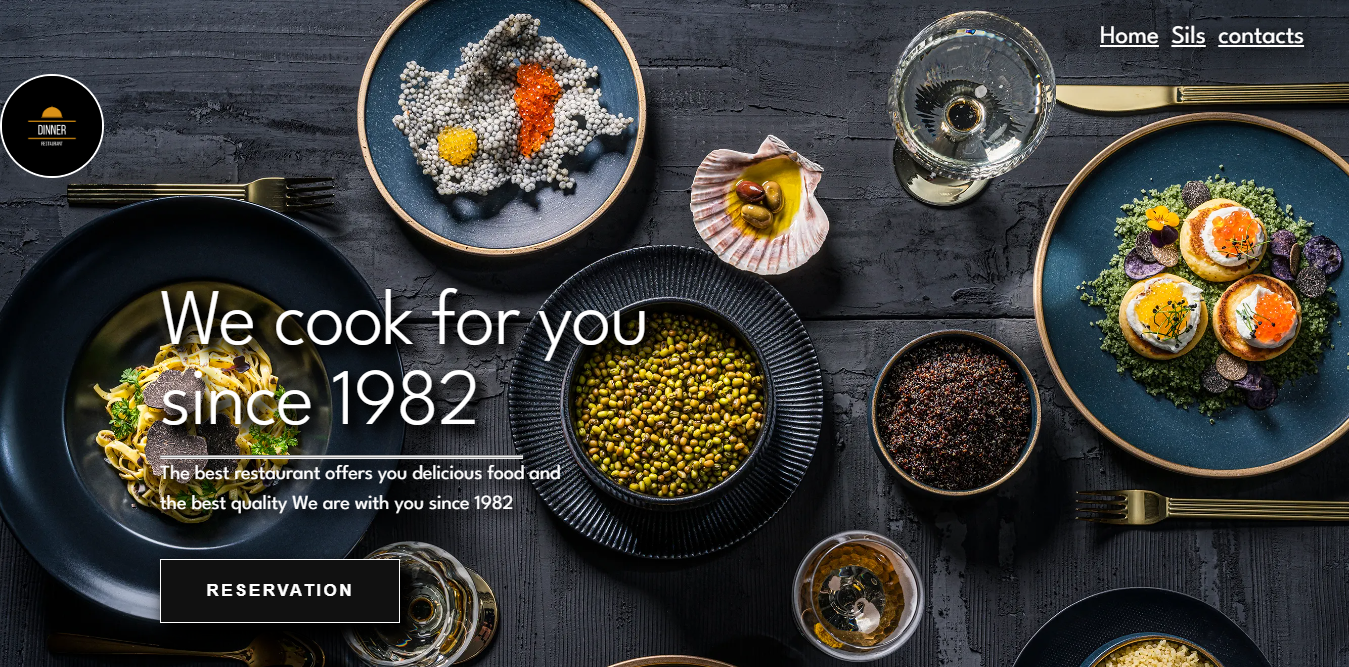 Home Sils contacts
DINNER
RESTAURANT
We cook for you
since 1982
The best restaurant offers you delicious food and
the best quality We are with you since 1982
RESERVATION